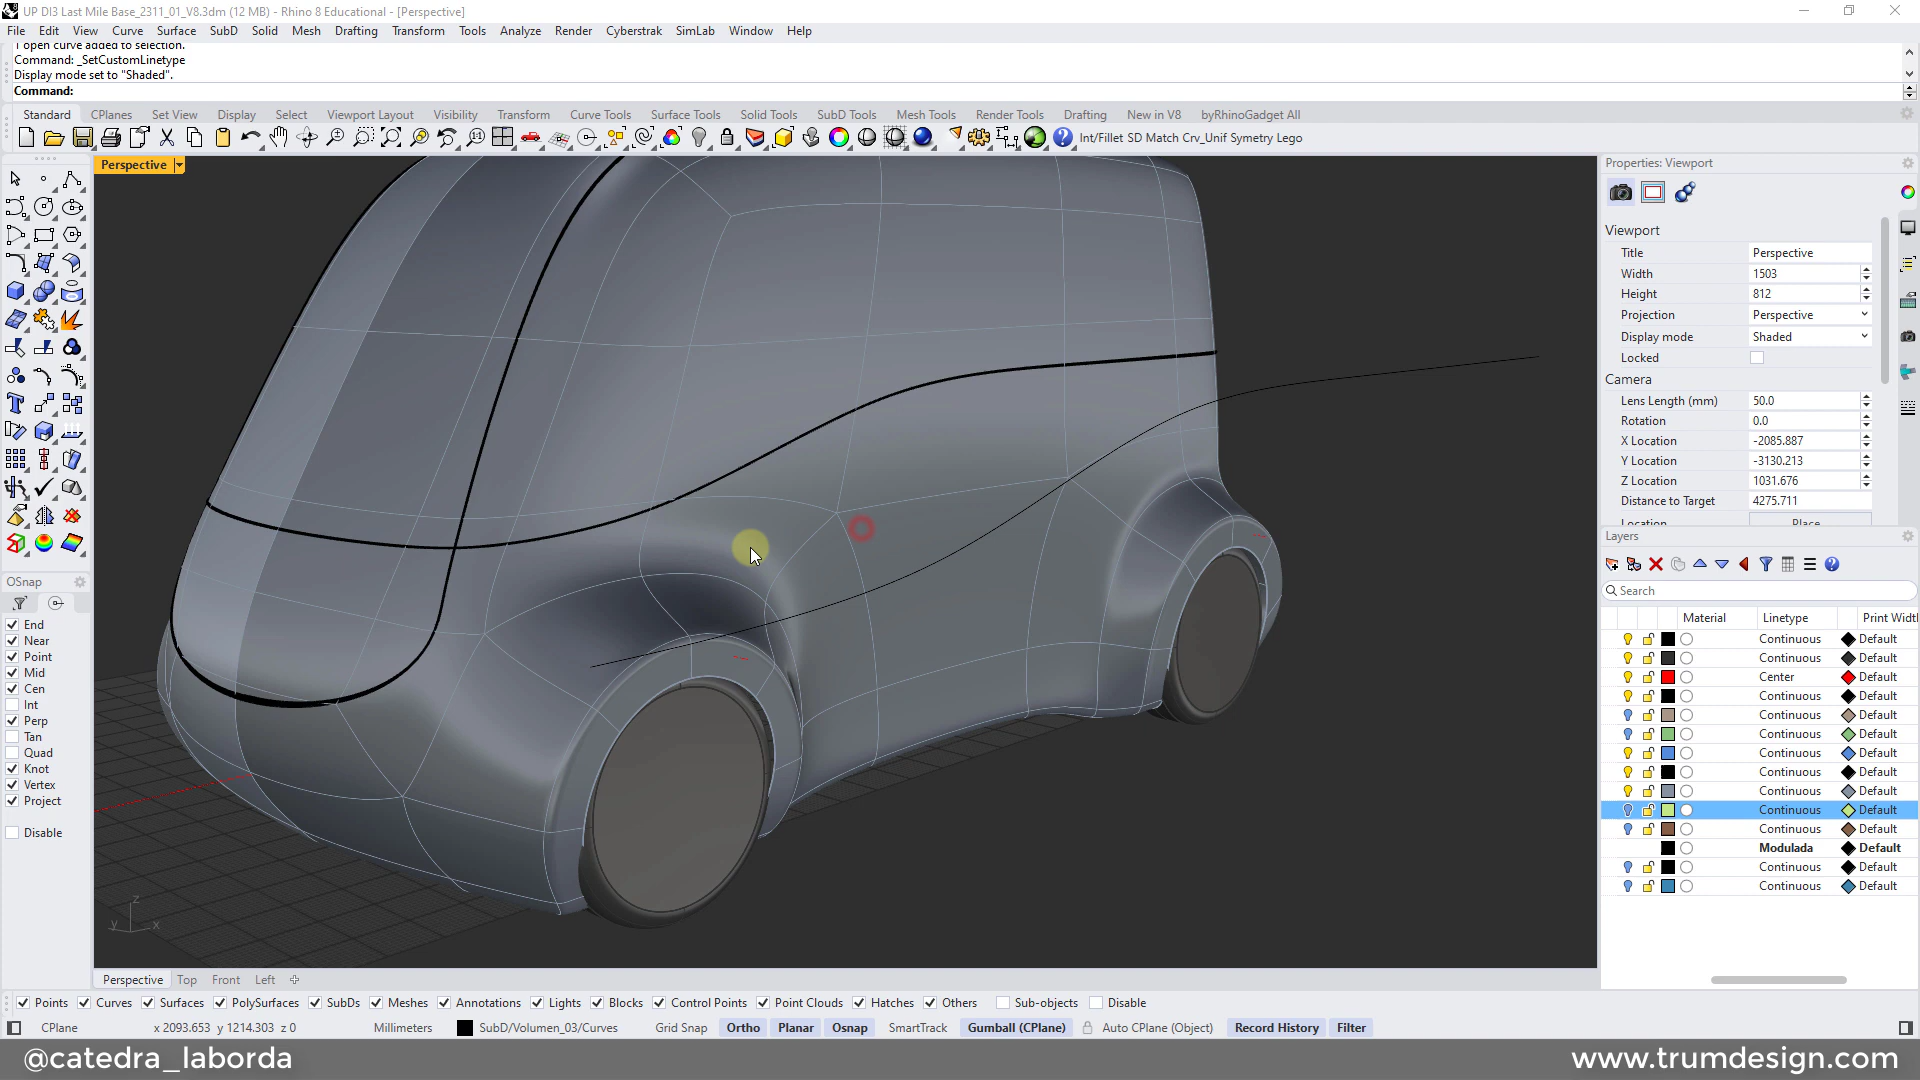 UP DI3 Last Mile Base_2311_01_V8.3dm (12 MB) - Rhino 8 Educational - [Perspective]
File Edit View Curve Surface SubD Solid Mesh Drafting Transform Tools Analyze Render Cyberstrak SimLab Window Help
1 open curve added to selection.
Command: _SetCustomLinetype
Display mode set to "Shaded".
Command:
Standard CPlanes Set View Display Select Viewport Layout Visibility Transform Curve Tools Surface Tools Solid Tools SubD Tools Mesh Tools Render Tools Drafting New in V8 byRhinoGadget All
Int/Fillet SD Match Crv_Unif Symetry Lego
Perspective
Properties: Viewport
Viewport
Title Perspective
Width 1503
Height 812
Projection Perspective
Display mode Shaded
Locked
Camera
Lens Length (mm) 50.0
Rotation 0.0
X Location -2085.887
Y Location -3130.213
Z Location 1031.676
Distance to Target 4275.711
Location Place...
Layers
Search
Material Linetype Print Widt
Continuous Default
Continuous Default
Center Default
Continuous Default
Continuous Default
Continuous Default
Continuous Default
Continuous Default
Continuous Default
Continuous Default
Continuous Default
Modulada Default
Continuous Default
Continuous Default
OSnap
End
Near
Point
Mid
Cen
Int
Perp
Tan
Quad
Knot
Vertex
Project
Disable
z
y x
Perspective Top Front Left
Points Curves Surfaces PolySurfaces SubDs Meshes Annotations Lights Blocks Control Points Point Clouds Hatches Others Sub-objects Disable
CPlane x 2093.653 y 1214.303 z 0 Millimeters SubD/Volumen_03/Curves Grid Snap Ortho Planar Osnap SmartTrack Gumball (CPlane) Auto CPlane (Object) Record History Filter
@catedra_laborda www.trumdesign.com